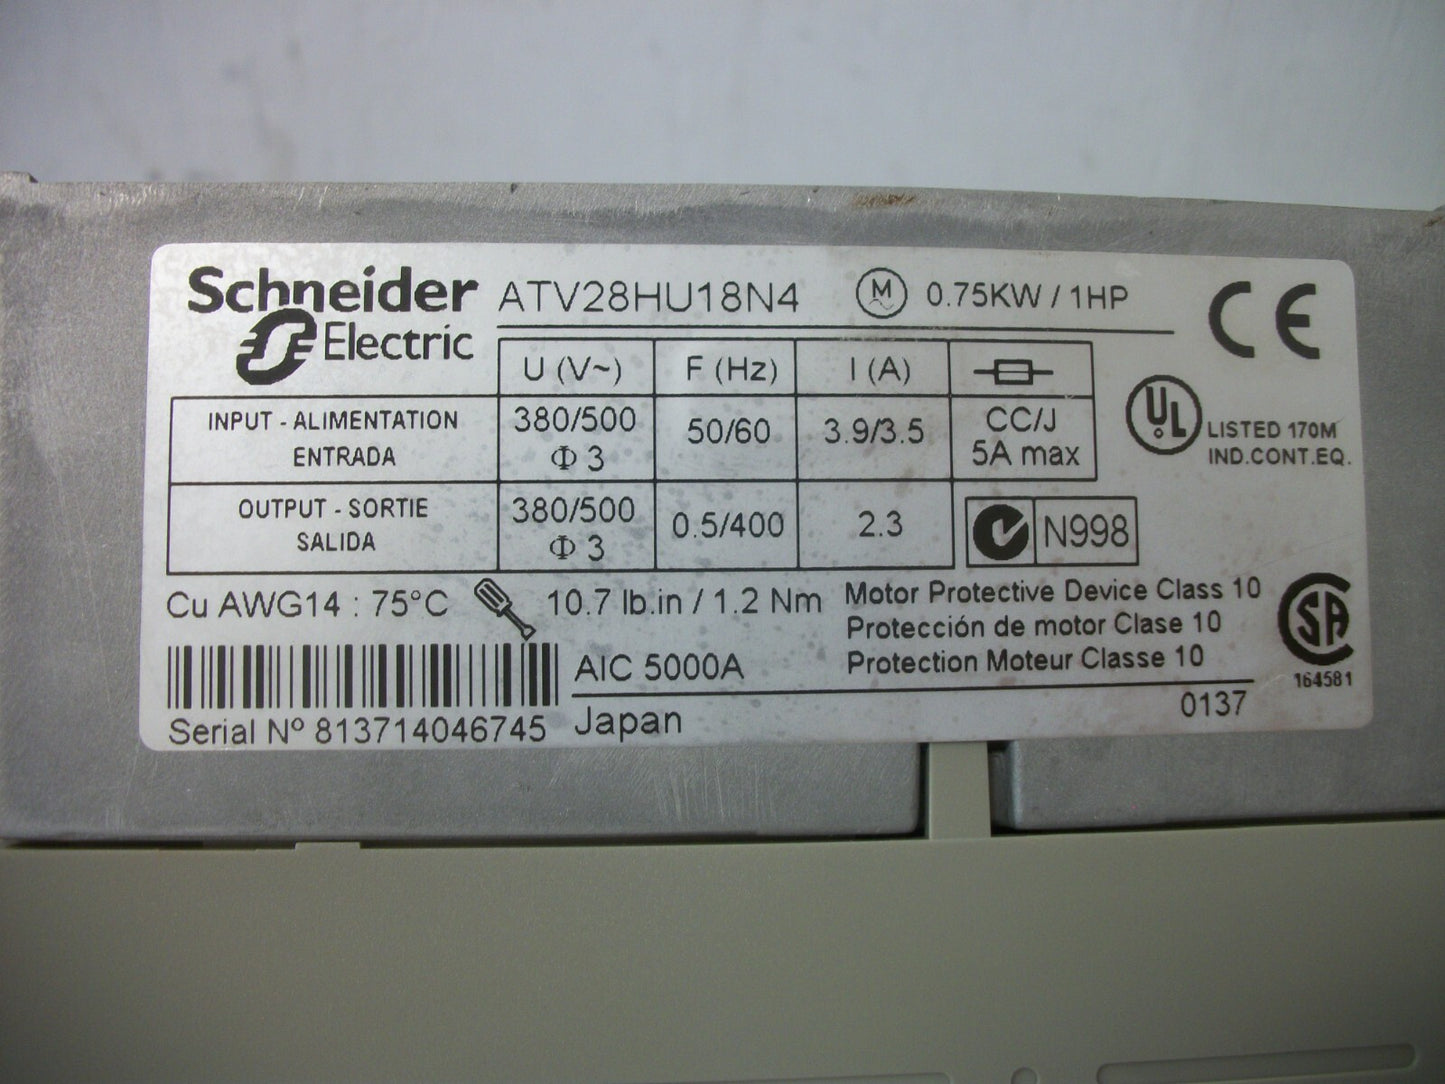 Schneider
Electric
ATV28HU18N4 M 0.75KW / 1HP
U (V~) F (Hz) I (A)
INPUT - ALIMENTATION
ENTRADA
380/500
Φ 3
50/60
3.9/3.5
CC/J
5A max
OUTPUT - SORTIE
SALIDA
380/500
Φ 3
0.5/400
2.3
N998
CE
UL
LISTED 170M
IND.CONT.EQ.
Cu AWG14 : 75°C 10.7 lb.in / 1.2 Nm
Motor Protective Device Class 10
Protección de motor Clase 10
Protection Moteur Classe 10
SA
164581
AIC 5000A
Serial Nº 813714046745
Japan
0137